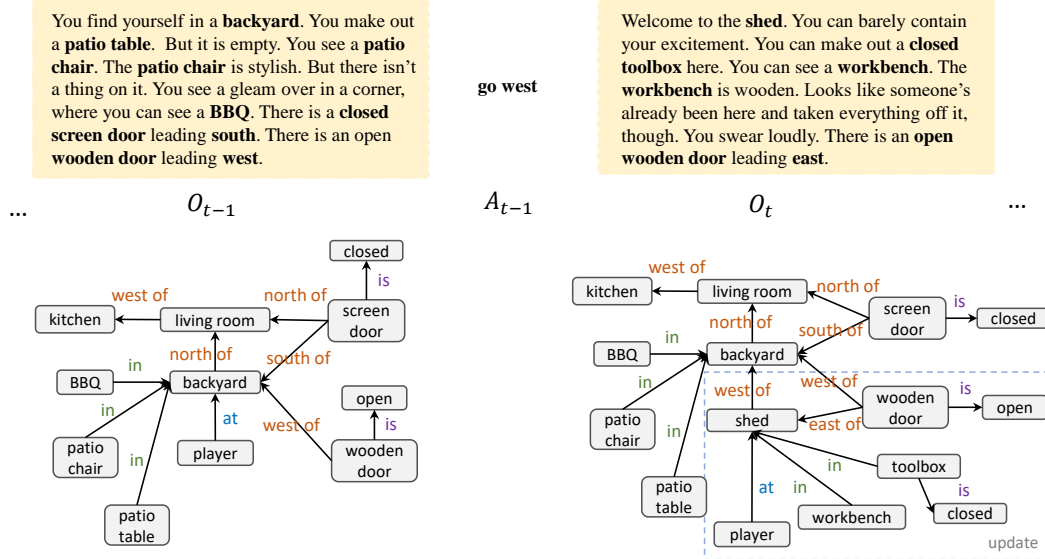 You find yourself in a backyard. You make out
a patio table.  But it is empty. You see a patio
chair. The patio chair is stylish. But there isn't
a thing on it. You see a gleam over in a corner,
where you can see a BBQ. There is a closed
screen door leading south. There is an open
wooden door leading west.
go west
Welcome to the shed. You can barely contain
your excitement. You can make out a closed
toolbox here. You can see a workbench. The
workbench is wooden. Looks like someone's
already been here and taken everything off it,
though. You swear loudly. There is an open
wooden door leading east.
...
O_{t−1}
A_{t−1}
O_t
...
closed
is
west of
north of
kitchen
living room
screen
door
north of
south of
in
BBQ
backyard
open
in
at
west of
is
patio
chair
in
player
wooden
door
patio
table
west of
kitchen
living room
north of
is
screen
door
closed
north of
south of
in
BBQ
backyard
west of
west of
is
in
wooden
door
open
patio
chair
in
shed
east of
in
toolbox
is
patio
table
at
in
closed
workbench
player
update